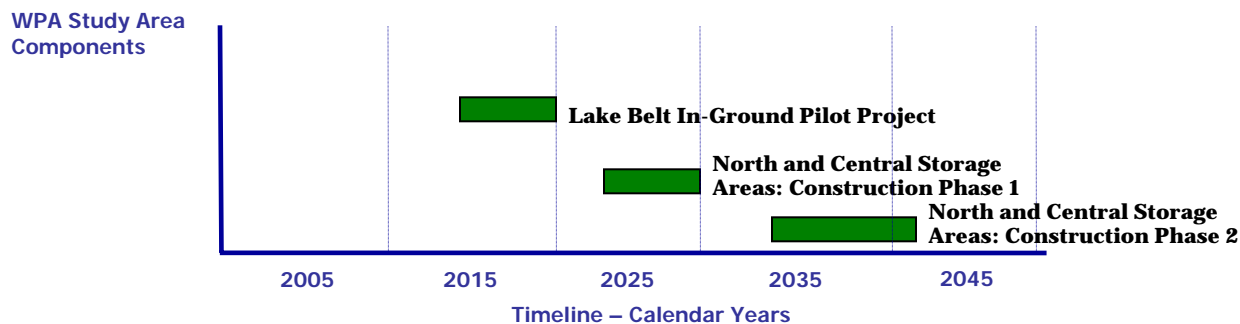 WPA Study Area
Components
Lake Belt In-Ground Pilot Project
North and Central Storage
Areas: Construction Phase 1
North and Central Storage
Areas: Construction Phase 2
2005 2015 2025 2035 2045
Timeline – Calendar Years